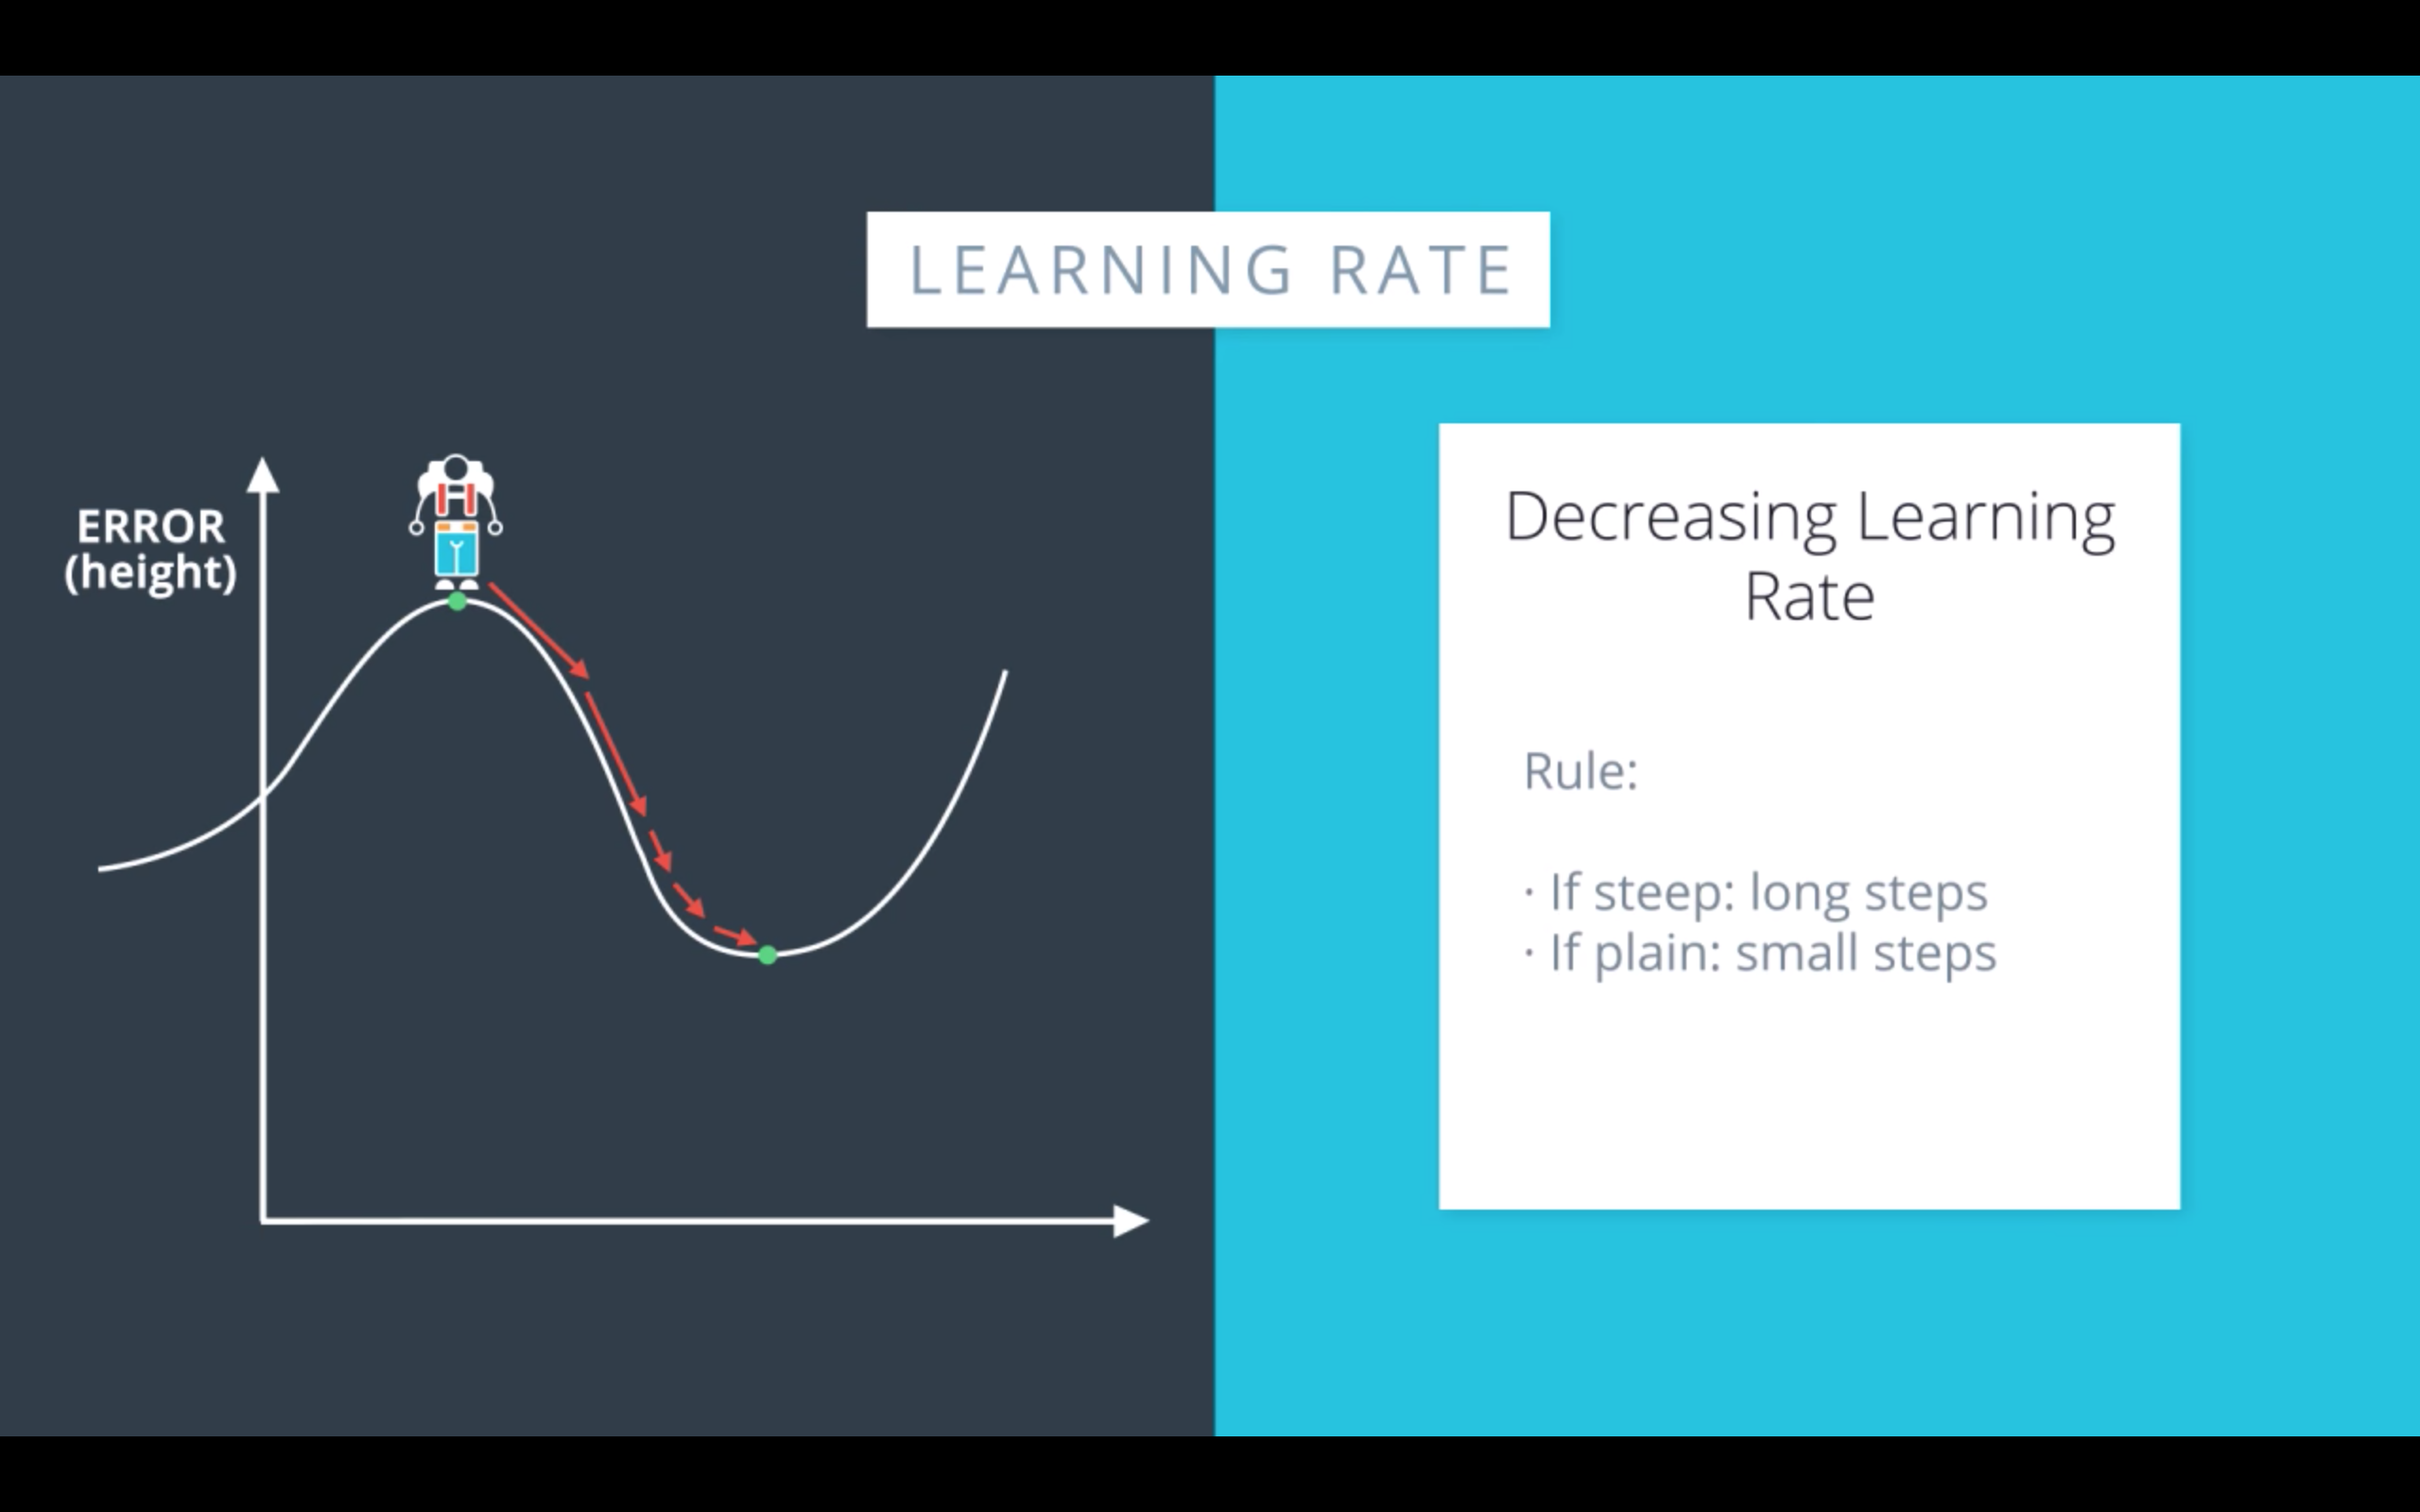 LEARNING RATE
ERROR
(height)
Decreasing Learning
Rate
Rule:
· If steep: long steps
· If plain: small steps